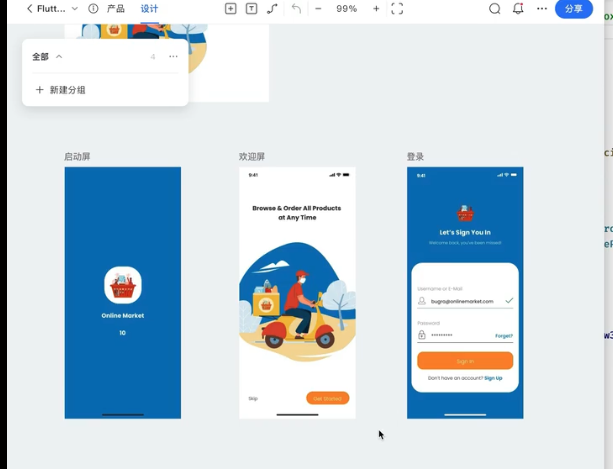 Flutt...
产品
设计
99%
分享
全部
4
新建分组
启动屏
欢迎屏
登录
Online Market
10
9:41
Browse & Order All Products
at Any Time
Skip
Get Started
9:41
Let's Sign You In
Welcome back, you've been missed!
Username or E-Mail
bugra@onlinemarket.com
Password
Forgot?
Sign In
Don't have an account? Sign Up